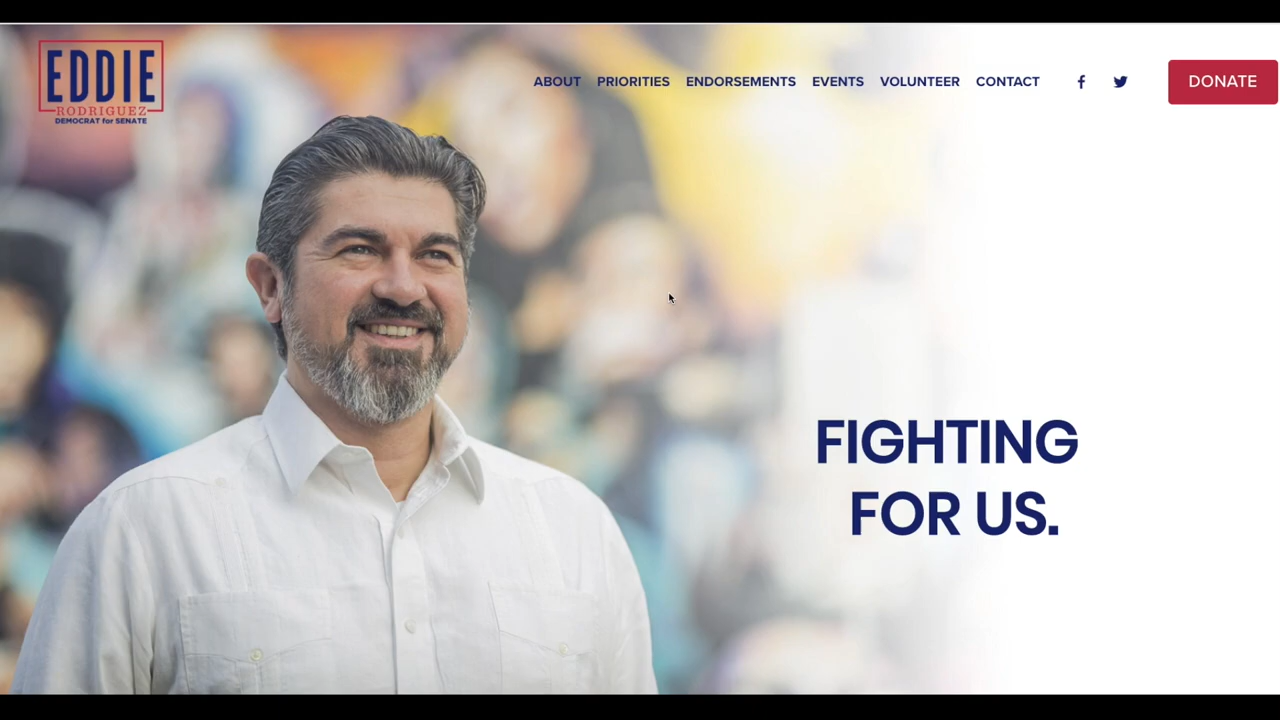 EDDIE
RODRIGUEZ
DEMOCRAT for SENATE
ABOUT PRIORITIES ENDORSEMENTS EVENTS VOLUNTEER CONTACT DONATE
FIGHTING
FOR US.